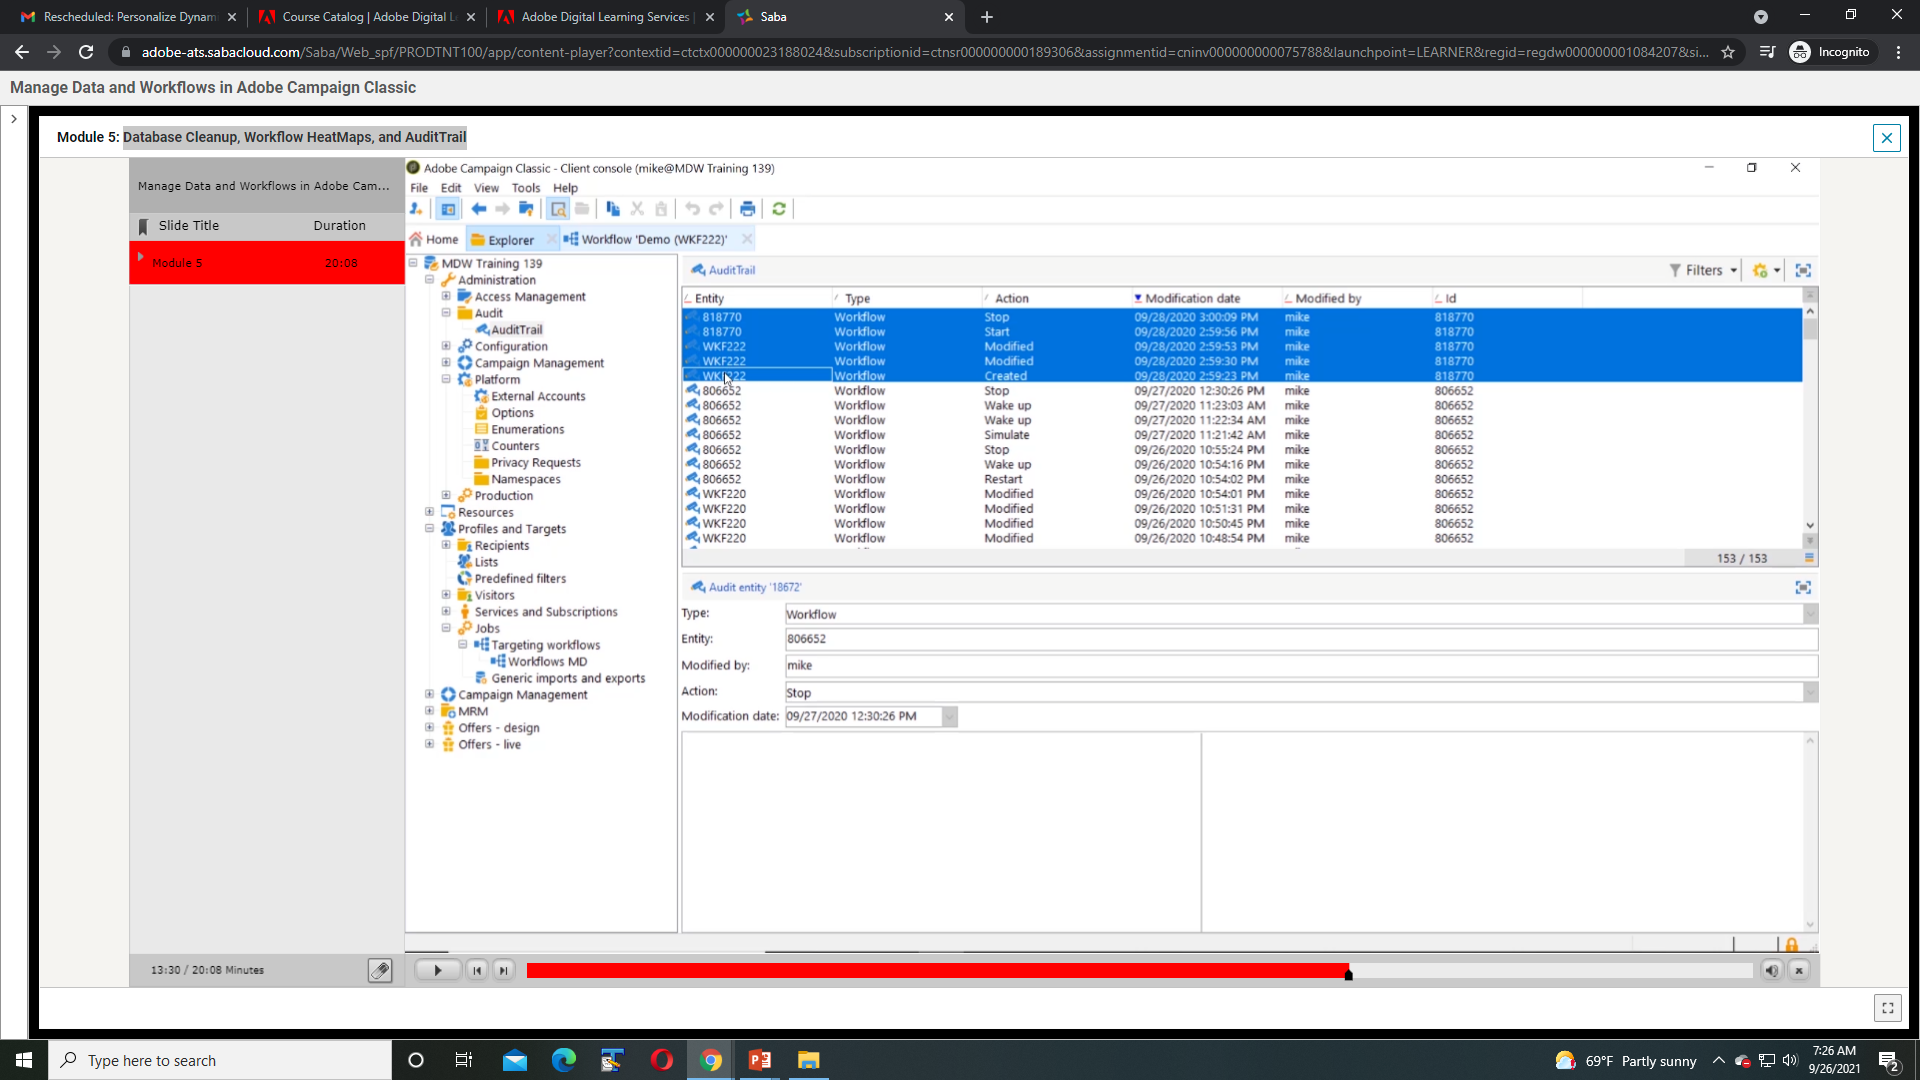 Rescheduled: Personalize Dynam
Course Catalog | Adobe Digital L
Adobe Digital Learning Services |
Saba
adobe-ats.sabacloud.com/Saba/Web_spf/PRODTNT100/app/content-player?contextid=ctctx000000023188024&subscriptionid=ctnsr0000000000189306&assignmentid=cninv000000000075788&launchpoint=LEARNER&regid=regdw000000001084207&si...
Incognito
Manage Data and Workflows in Adobe Campaign Classic
Module 5: Database Cleanup, Workflow HeatMaps, and AuditTrail
Manage Data and Workflows in Adobe Cam...
Slide Title Duration
Module 5 20:08
Adobe Campaign Classic - Client console (mike@MDW Training 139)
File Edit View Tools Help
Home Explorer Workflow 'Demo (WKF222)'
MDW Training 139
Administration
Access Management
Audit
AuditTrail
Configuration
Campaign Management
Platform
External Accounts
Options
Enumerations
Counters
Privacy Requests
Namespaces
Production
Resources
Profiles and Targets
Recipients
Lists
Predefined filters
Visitors
Services and Subscriptions
Jobs
Targeting workflows
Workflows MD
Generic imports and exports
Campaign Management
MRM
Offers - design
Offers - live
AuditTrail Filters
Entity Type Action Modification date Modified by Id
818770 Workflow Stop 09/28/2020 3:00:09 PM mike 818770
818770 Workflow Start 09/28/2020 2:59:56 PM mike 818770
WKF222 Workflow Modified 09/28/2020 2:59:53 PM mike 818770
WKF222 Workflow Modified 09/28/2020 2:59:30 PM mike 818770
WKF222 Workflow Created 09/28/2020 2:59:23 PM mike 818770
806652 Workflow Stop 09/27/2020 12:30:26 PM mike 806652
806652 Workflow Wake up 09/27/2020 11:23:03 AM mike 806652
806652 Workflow Wake up 09/27/2020 11:22:34 AM mike 806652
806652 Workflow Simulate 09/27/2020 11:21:42 AM mike 806652
806652 Workflow Stop 09/26/2020 10:55:24 PM mike 806652
806652 Workflow Wake up 09/26/2020 10:54:16 PM mike 806652
806652 Workflow Restart 09/26/2020 10:54:02 PM mike 806652
WKF220 Workflow Modified 09/26/2020 10:54:01 PM mike 806652
WKF220 Workflow Modified 09/26/2020 10:51:31 PM mike 806652
WKF220 Workflow Modified 09/26/2020 10:50:45 PM mike 806652
WKF220 Workflow Modified 09/26/2020 10:48:54 PM mike 806652
153 / 153
Audit entity '18672'
Type: Workflow
Entity: 806652
Modified by: mike
Action: Stop
Modification date: 09/27/2020 12:30:26 PM
13:30 / 20:08 Minutes
Type here to search
69°F Partly sunny
7:26 AM
9/26/2021
2